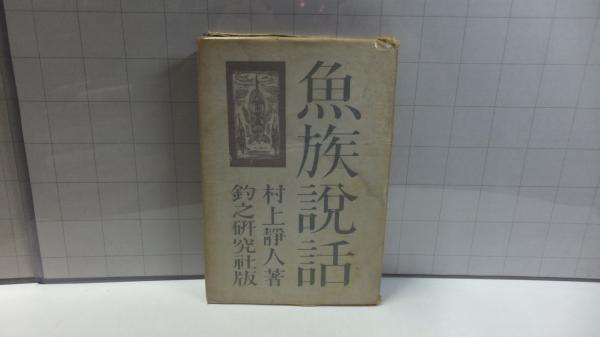 魚族說話
村上靜人著
釣之研究社版